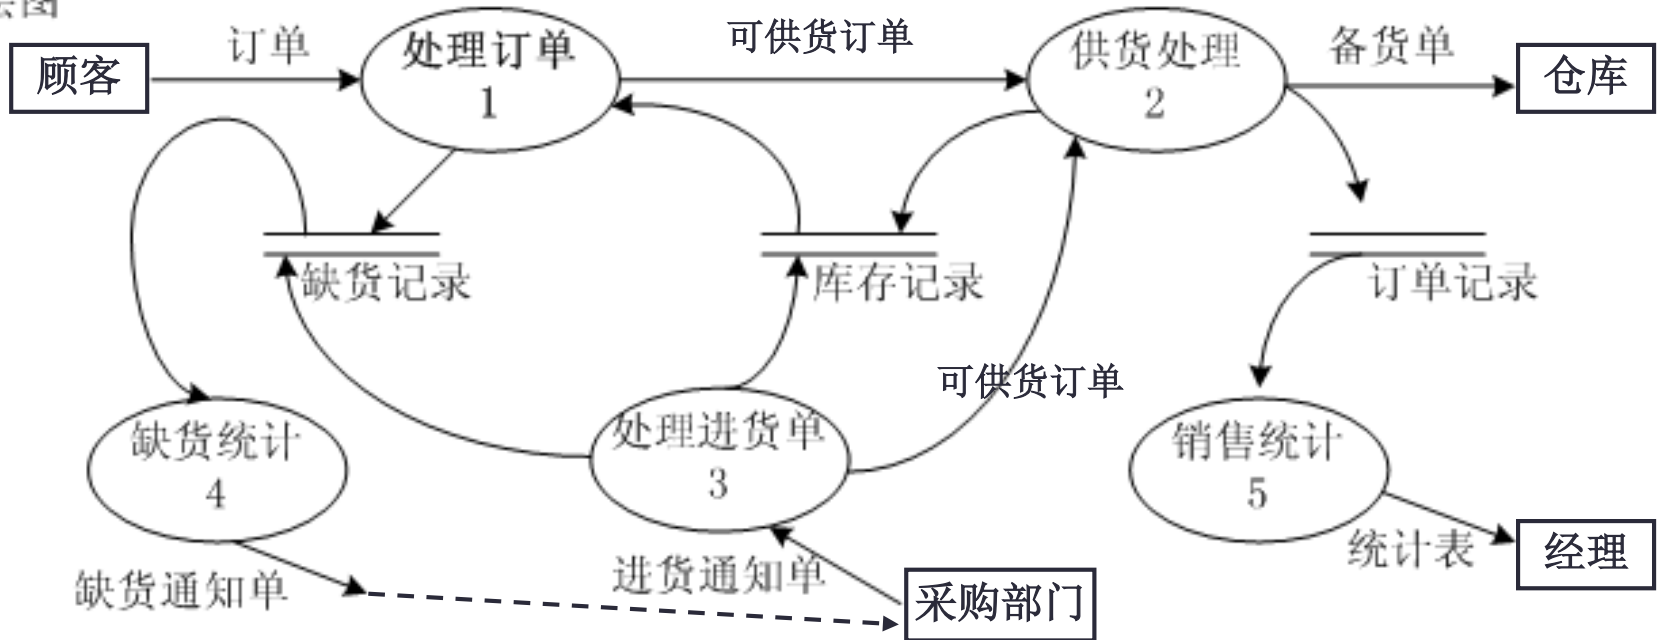 顾客
订单
处理订单
1
可供货订单
供货处理
2
备货单
仓库
缺货记录
库存记录
订单记录
可供货订单
缺货统计
4
处理进货单
3
销售统计
5
缺货通知单
进货通知单
采购部门
统计表
经理